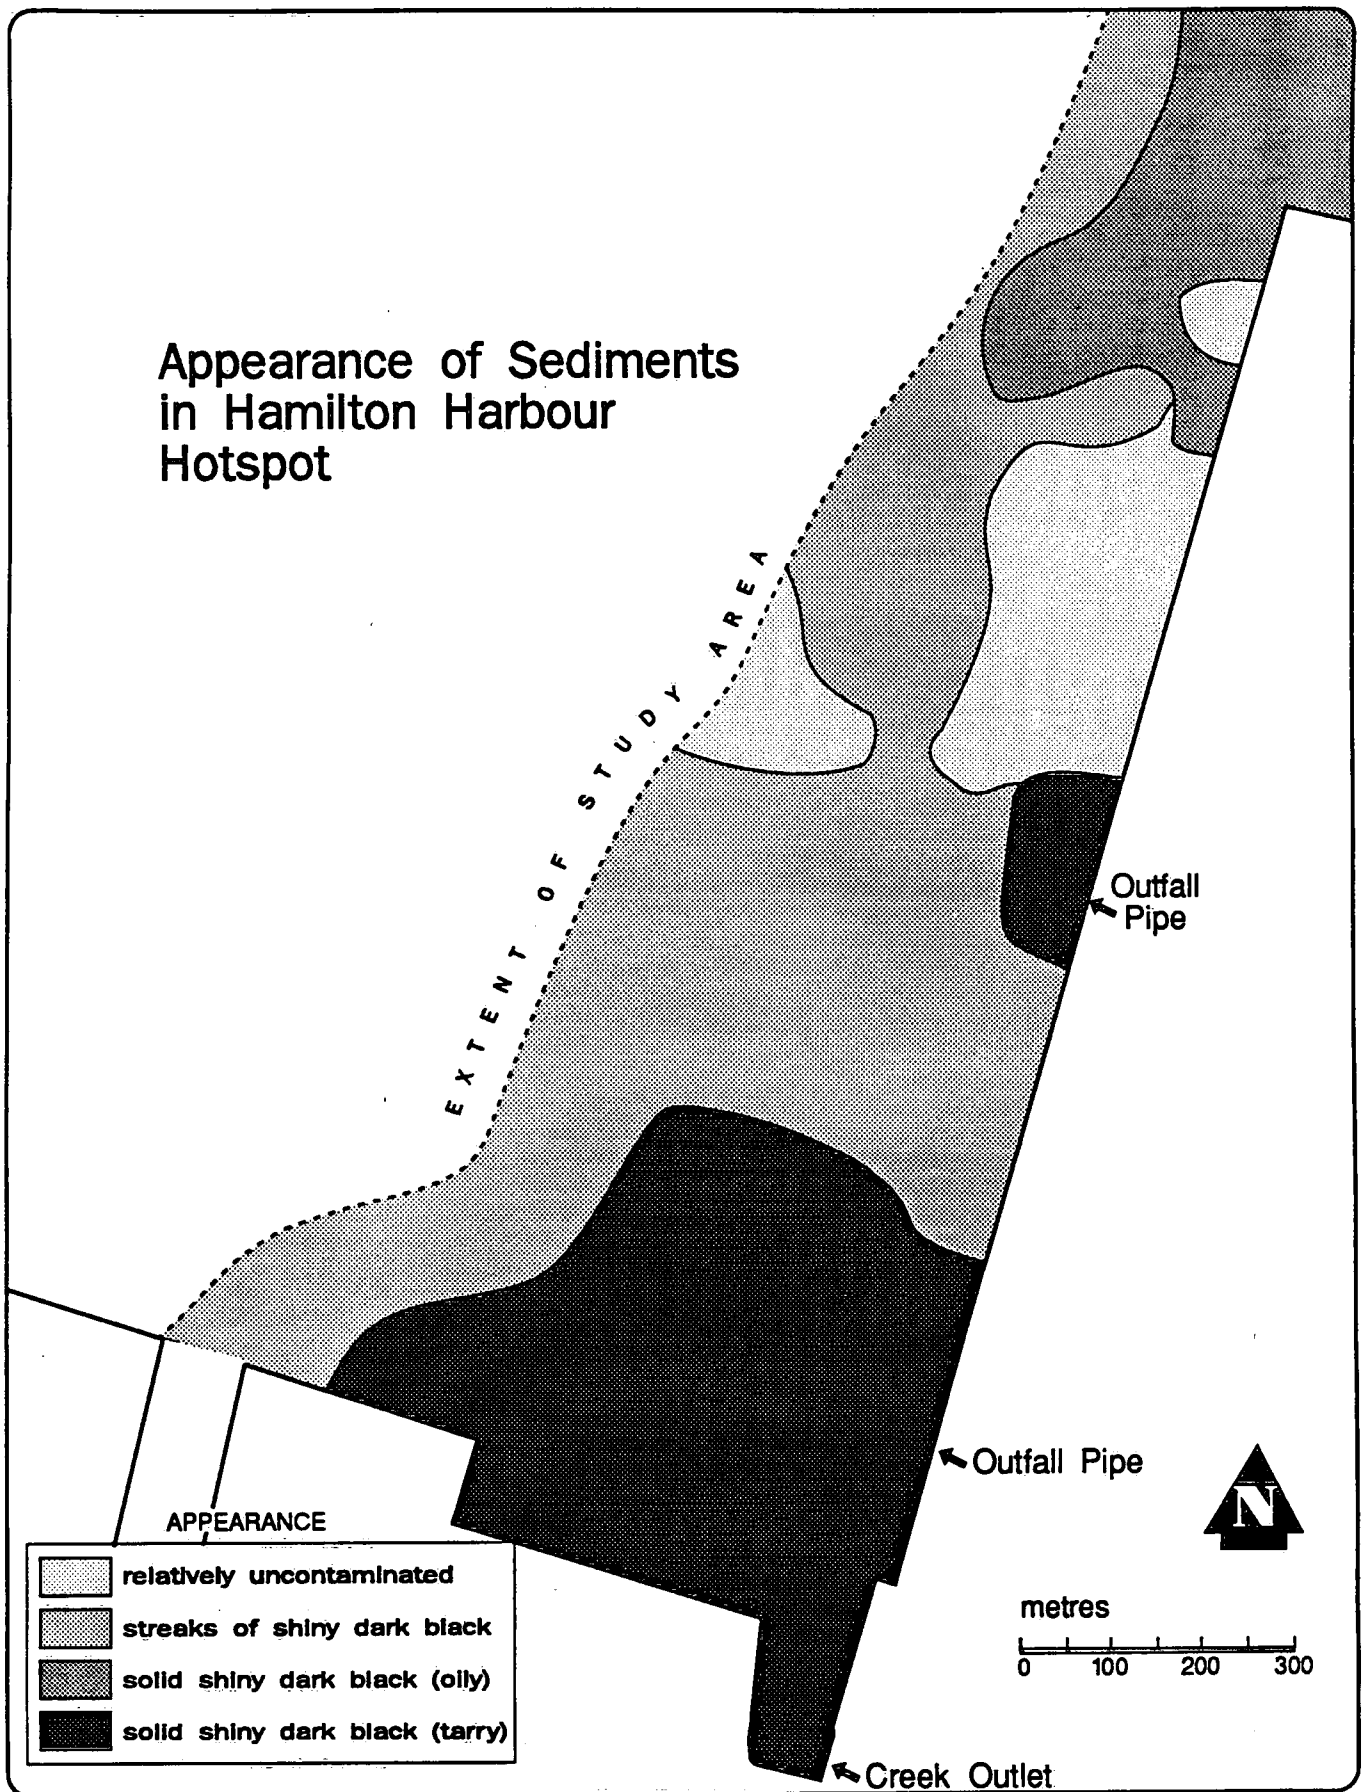 Appearance of Sediments
in Hamilton Harbour
Hotspot
EXTENT OF STUDY AREA
Outfall
Pipe
Outfall Pipe
N
APPEARANCE
relatively uncontaminated
streaks of shiny dark black
solid shiny dark black (oily)
solid shiny dark black (tarry)
metres
0 100 200 300
Creek Outlet